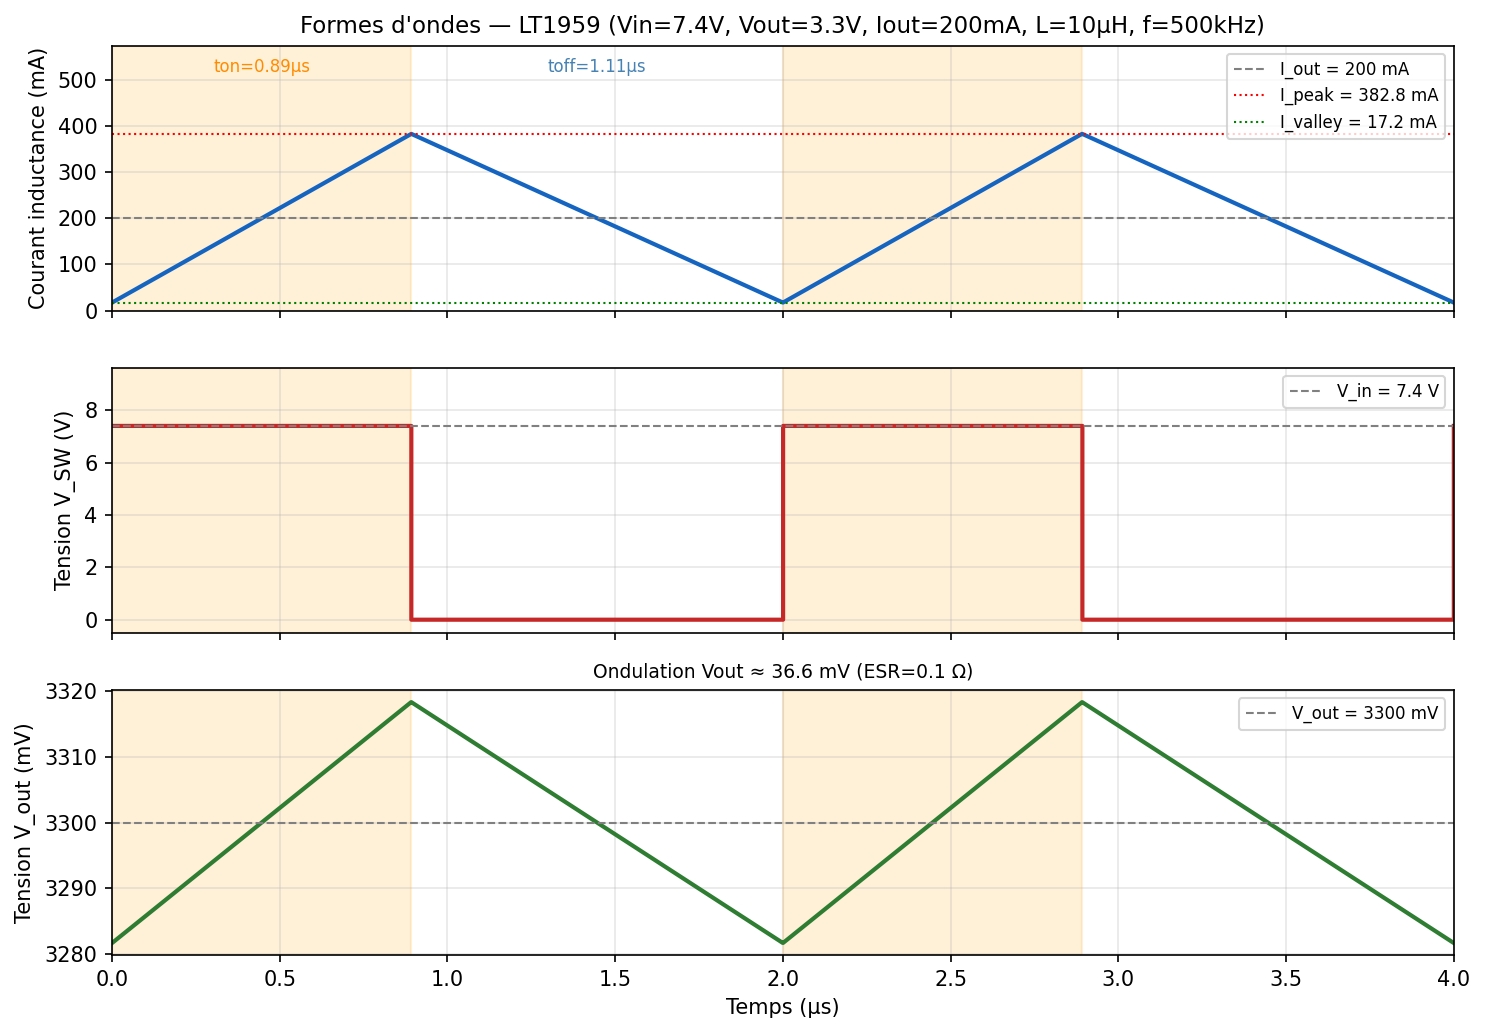 Formes d'ondes — LT1959 (Vin=7.4V, Vout=3.3V, Iout=200mA, L=10µH, f=500kHz)
Courant inductance (mA)
500
400
300
200
100
0
ton=0.89µs
toff=1.11µs
I_out = 200 mA
I_peak = 382.8 mA
I_valley = 17.2 mA
Tension V_SW (V)
8
6
4
2
0
V_in = 7.4 V
Ondulation Vout ≈ 36.6 mV (ESR=0.1 Ω)
Tension V_out (mV)
3320
3310
3300
3290
3280
V_out = 3300 mV
0.0 0.5 1.0 1.5 2.0 2.5 3.0 3.5 4.0
Temps (µs)